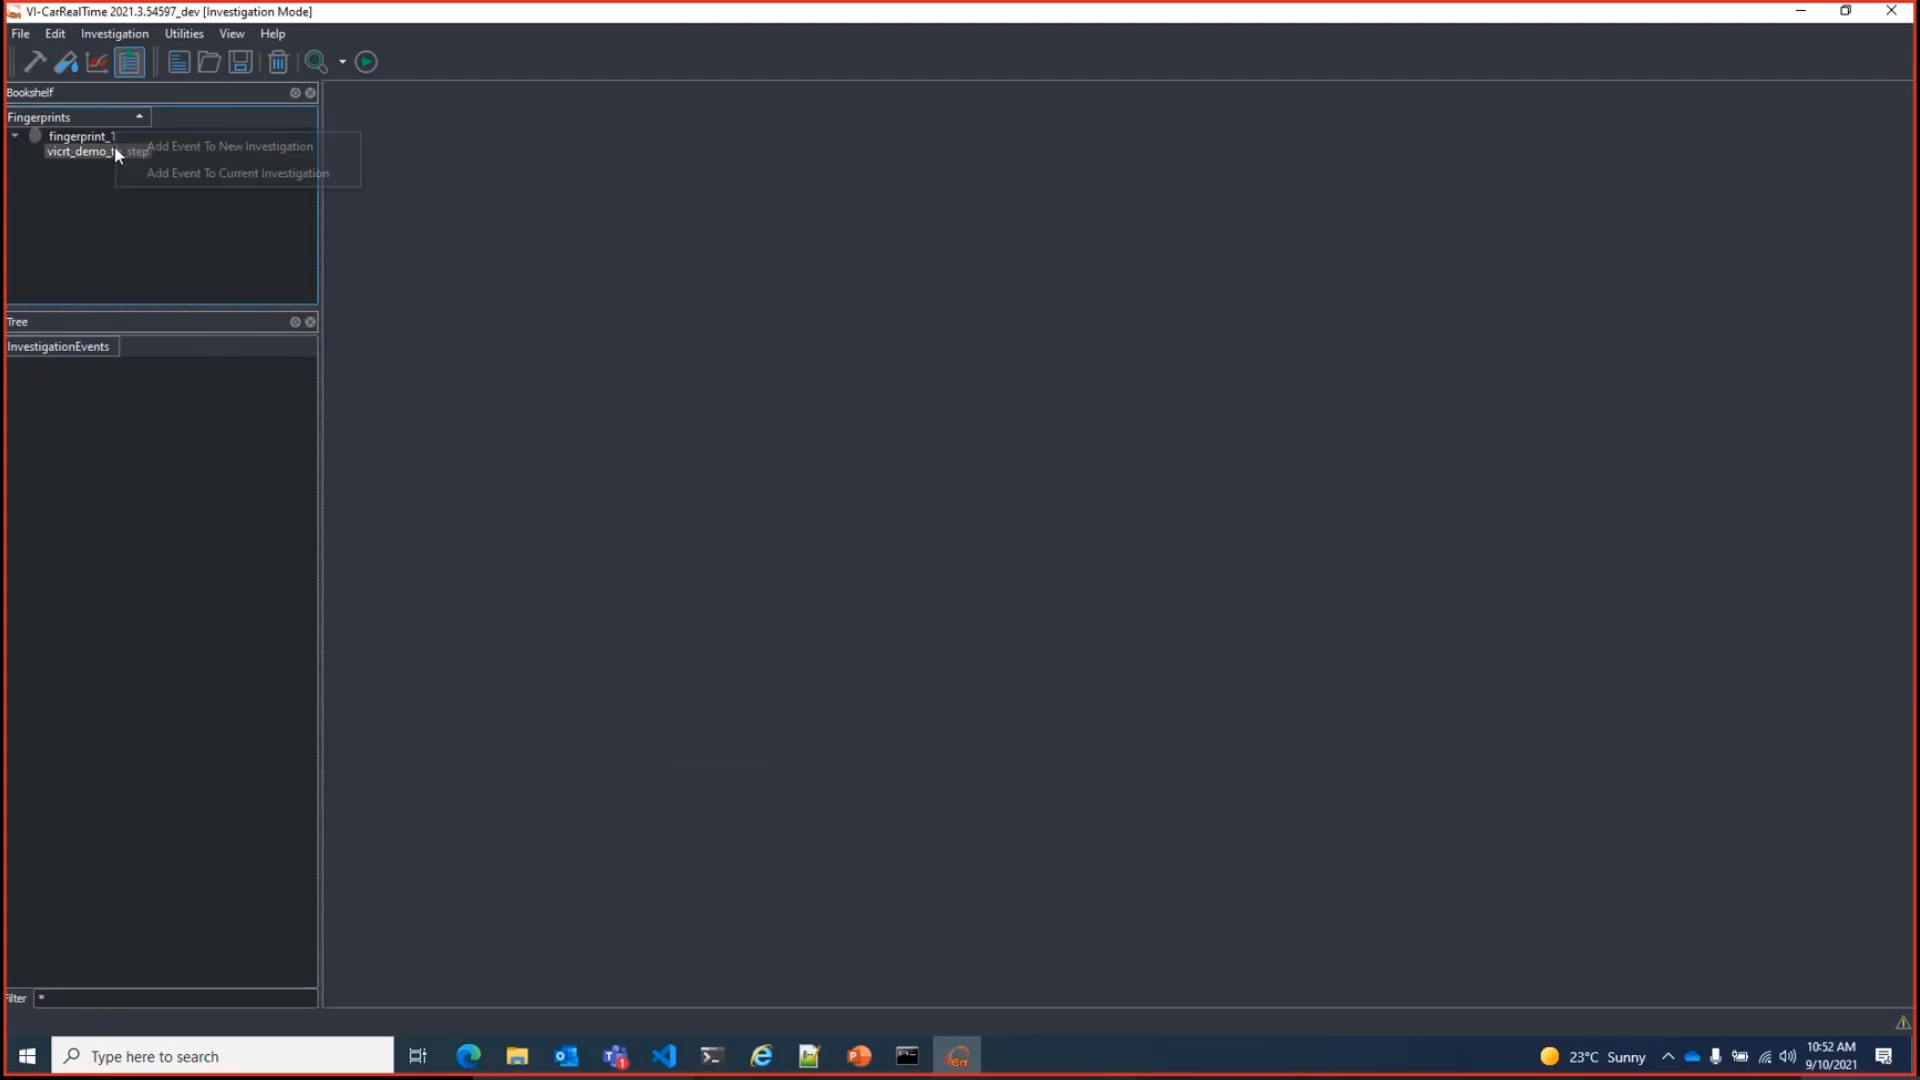 VI-CarRealTime 2021.3.54597_dev [Investigation Mode]
File Edit Investigation Utilities View Help
Bookshelf
Fingerprints
fingerprint_1
vicrt_demo_ step
Add Event To New Investigation
Add Event To Current Investigation
Tree
InvestigationEvents
Filter *
Type here to search
1
Crt
23°C Sunny
10:52 AM
9/10/2021